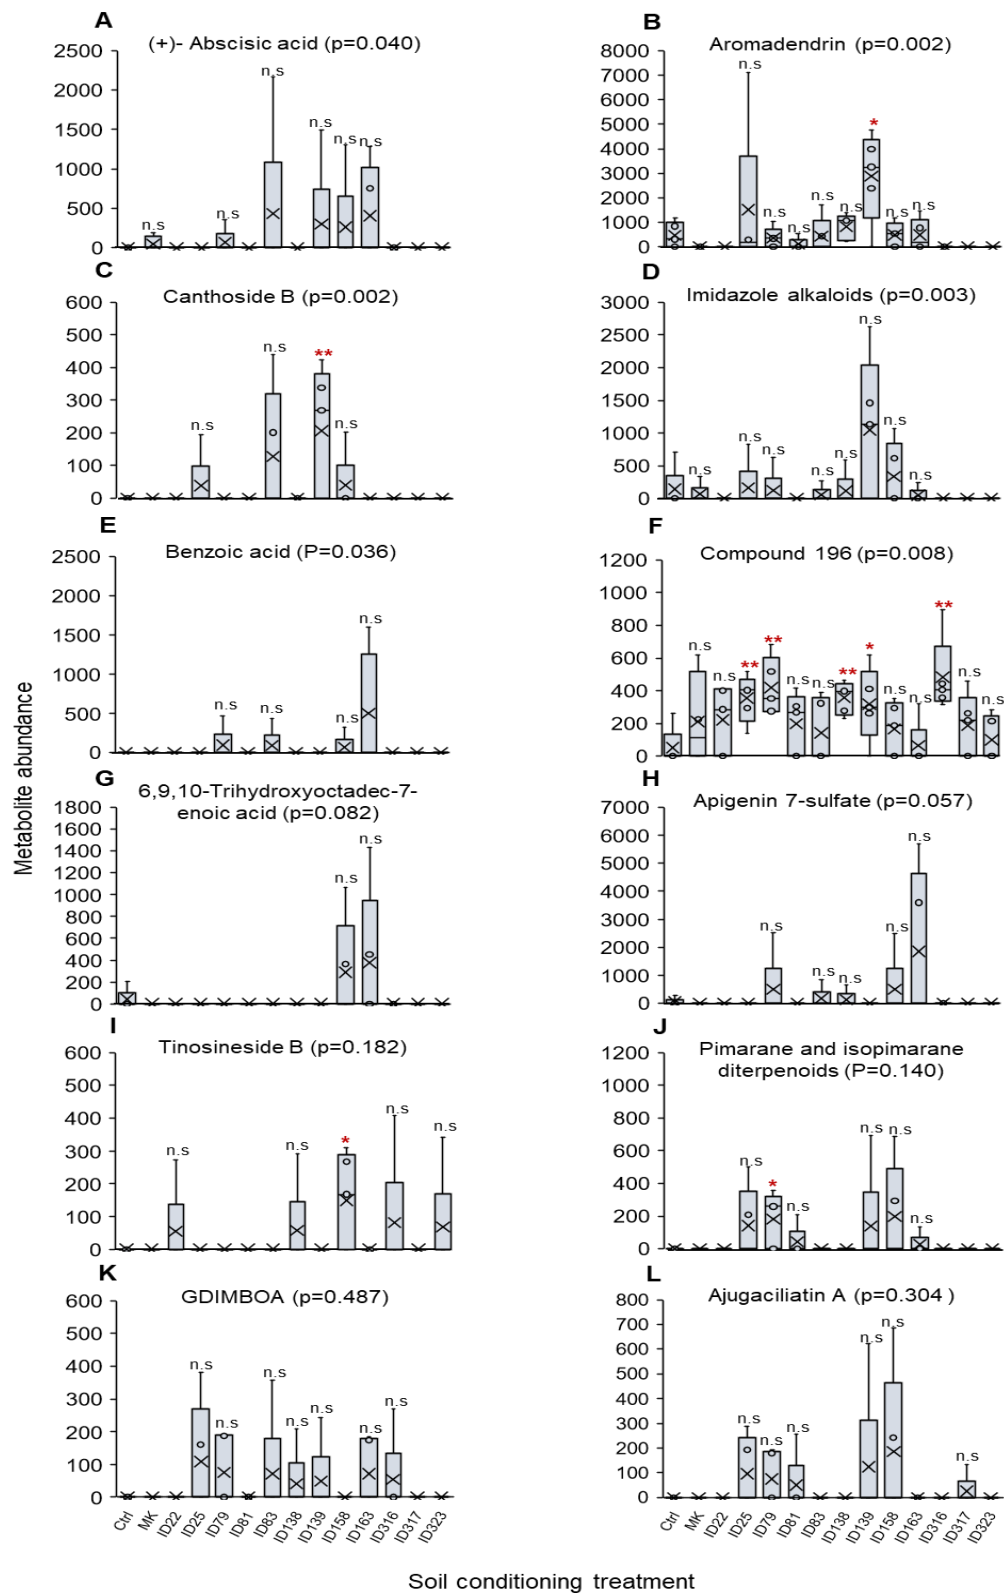 A
(+)- Abscisic acid (p=0.040)
2500
2000
1500
1000
500
0
n.s
n.s
n.s
n.s
n.s
n.s
B
Aromadendrin (p=0.002)
8000
7000
6000
5000
4000
3000
2000
1000
0
n.s
n.s
n.s
n.s
n.s
*
n.s
n.s
C
Canthoside B (p=0.002)
600
500
400
300
200
100
0
n.s
n.s
**
n.s
D
Imidazole alkaloids (p=0.003)
3000
2500
2000
1500
1000
500
0
n.s
n.s
n.s
n.s
n.s
n.s
n.s
n.s
E
Benzoic acid (P=0.036)
2500
2000
1500
1000
500
0
n.s
n.s
n.s
n.s
F
Compound 196 (p=0.008)
1200
1000
800
600
400
200
0
n.s
n.s
**
**
n.s
n.s
**
*
n.s
n.s
**
n.s
n.s
G
6,9,10-Trihydroxyoctadec-7-
enoic acid (p=0.082)
1800
1600
1400
1200
1000
800
600
400
200
0
n.s
n.s
H
Apigenin 7-sulfate (p=0.057)
7000
6000
5000
4000
3000
2000
1000
0
n.s
n.s
n.s
n.s
n.s
I
Tinosineside B (p=0.182)
600
500
400
300
200
100
0
n.s
n.s
*
n.s
n.s
J
Pimarane and isopimarane
diterpenoids (P=0.140)
1200
1000
800
600
400
200
0
n.s
*
n.s
n.s
n.s
n.s
K
GDIMBOA (p=0.487)
600
500
400
300
200
100
0
n.s
n.s
n.s
n.s
n.s
n.s
n.s
Ctrl
MK
ID22
ID25
ID79
ID81
ID83
ID138
ID139
ID158
ID163
ID316
ID317
ID323
L
Ajugaciliatin A (p=0.304 )
800
700
600
500
400
300
200
100
0
n.s
n.s
n.s
n.s
n.s
n.s
Ctrl
MK
ID22
ID25
ID79
ID81
ID83
ID138
ID139
ID158
ID163
ID316
ID317
ID323
Metabolite abundance
Soil conditioning treatment